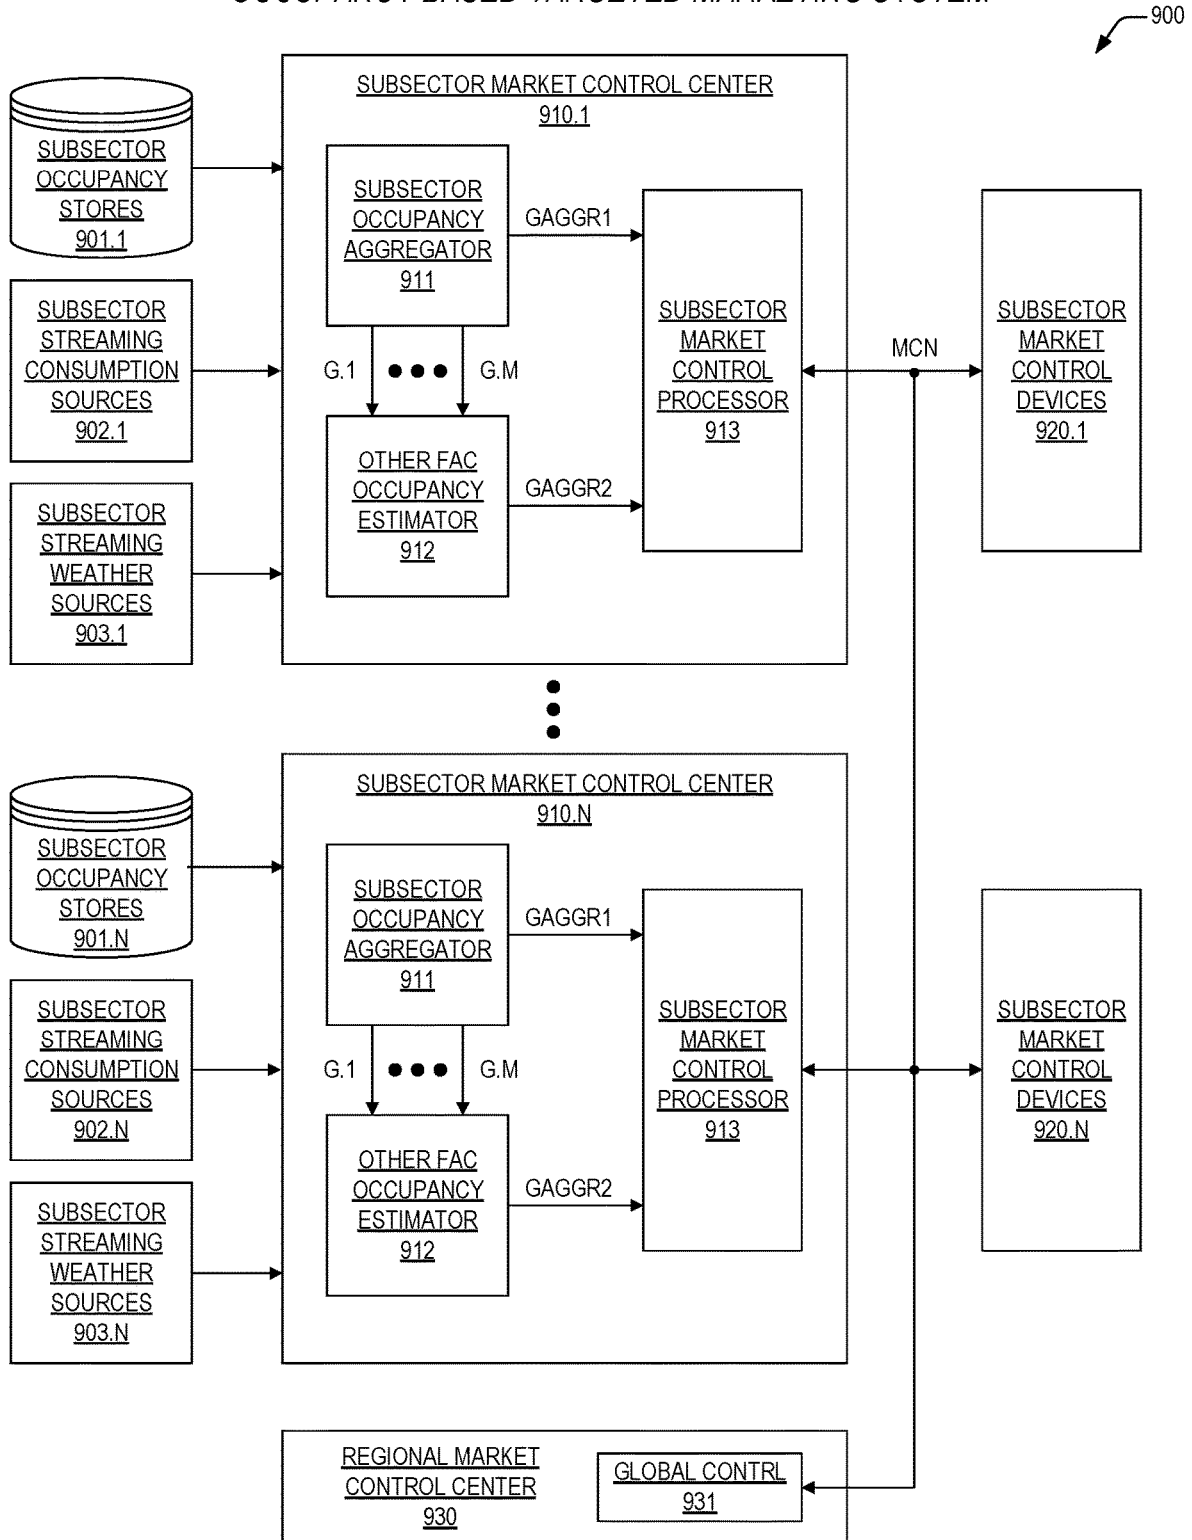 OCCUPANCY BASED TARGETED MARKETING SYSTEM
900
SUBSECTOR
OCCUPANCY
STORES
901.1
SUBSECTOR
STREAMING
CONSUMPTION
SOURCES
902.1
SUBSECTOR
STREAMING
WEATHER
SOURCES
903.1
SUBSECTOR MARKET CONTROL CENTER
910.1
SUBSECTOR
OCCUPANCY
AGGREGATOR
911
GAGGR1
G.1
G.M
OTHER FAC
OCCUPANCY
ESTIMATOR
912
GAGGR2
SUBSECTOR
MARKET
CONTROL
PROCESSOR
913
MCN
SUBSECTOR
MARKET
CONTROL
DEVICES
920.1
SUBSECTOR
OCCUPANCY
STORES
901.N
SUBSECTOR
STREAMING
CONSUMPTION
SOURCES
902.N
SUBSECTOR
STREAMING
WEATHER
SOURCES
903.N
SUBSECTOR MARKET CONTROL CENTER
910.N
SUBSECTOR
OCCUPANCY
AGGREGATOR
911
GAGGR1
G.1
G.M
OTHER FAC
OCCUPANCY
ESTIMATOR
912
GAGGR2
SUBSECTOR
MARKET
CONTROL
PROCESSOR
913
SUBSECTOR
MARKET
CONTROL
DEVICES
920.N
REGIONAL MARKET
CONTROL CENTER
930
GLOBAL CONTRL
931